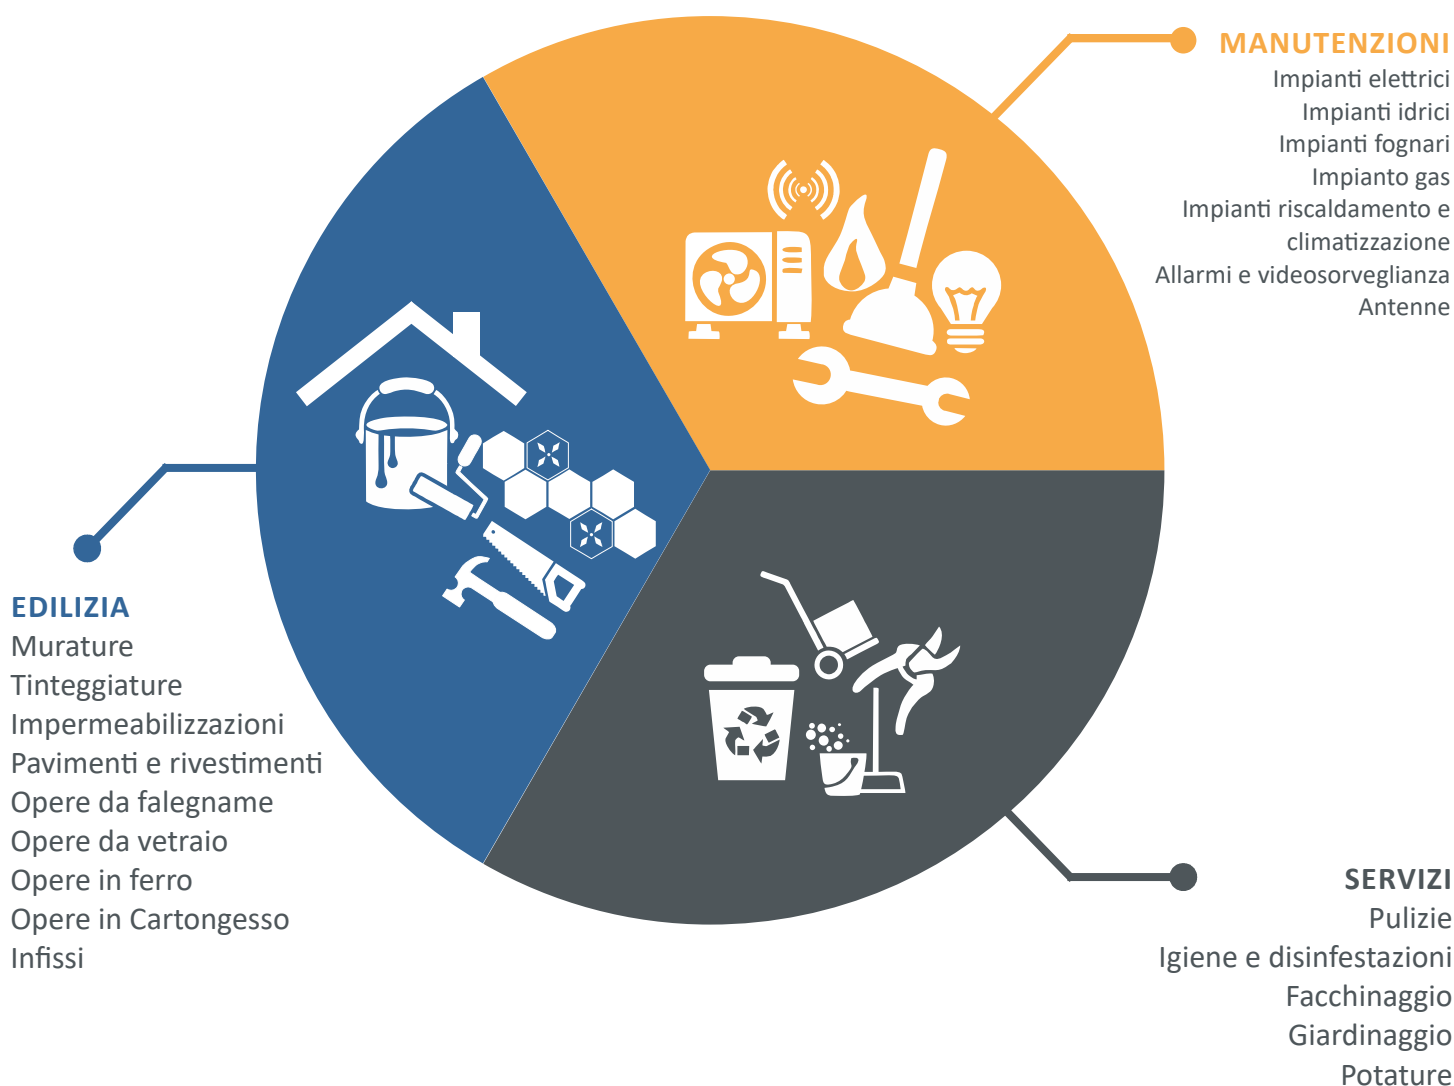 MANUTENZIONI
Impianti elettrici
Impianti idrici
Impianti fognari
Impianto gas
Impianti riscaldamento e
climatizzazione
Allarmi e videosorveglianza
Antenne
EDILIZIA
Murature
Tinteggiature
Impermeabilizzazioni
Pavimenti e rivestimenti
Opere da falegname
Opere da vetraio
Opere in ferro
Opere in Cartongesso
Infissi
SERVIZI
Pulizie
Igiene e disinfestazioni
Facchinaggio
Giardinaggio
Potature